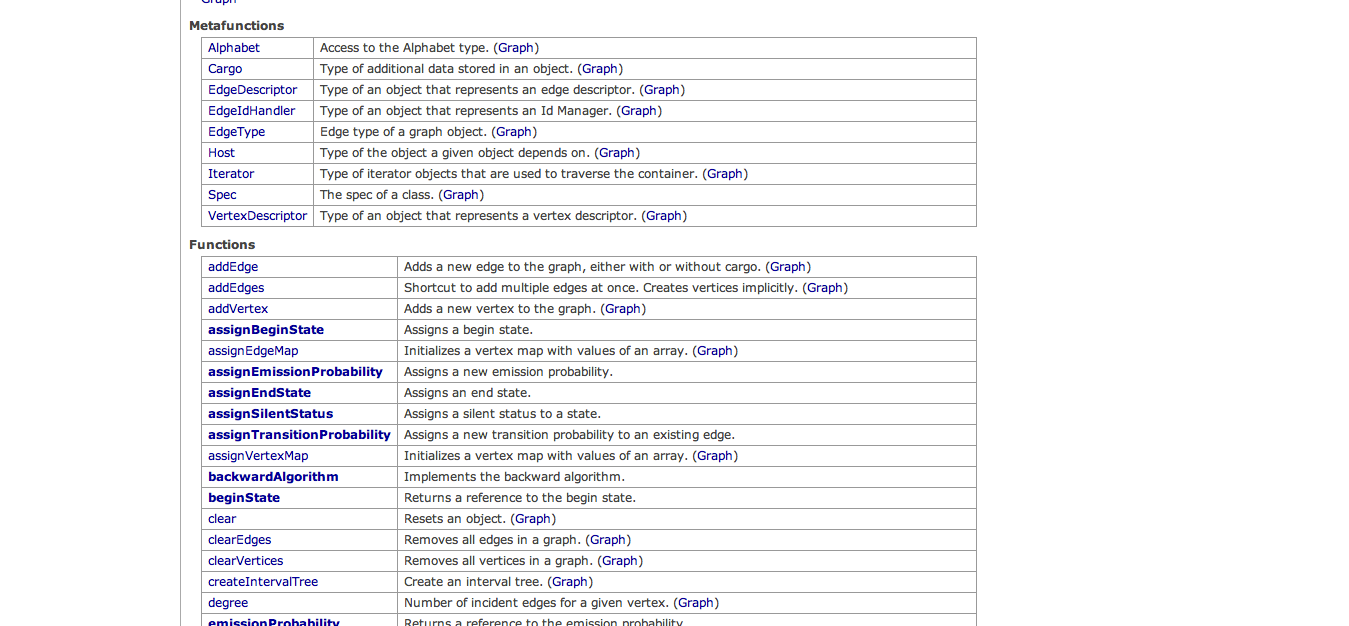 Graph
Metafunctions
Alphabet Access to the Alphabet type. (Graph)
Cargo Type of additional data stored in an object. (Graph)
EdgeDescriptor Type of an object that represents an edge descriptor. (Graph)
EdgeIdHandler Type of an object that represents an Id Manager. (Graph)
EdgeType Edge type of a graph object. (Graph)
Host Type of the object a given object depends on. (Graph)
Iterator Type of iterator objects that are used to traverse the container. (Graph)
Spec The spec of a class. (Graph)
VertexDescriptor Type of an object that represents a vertex descriptor. (Graph)
Functions
addEdge Adds a new edge to the graph, either with or without cargo. (Graph)
addEdges Shortcut to add multiple edges at once. Creates vertices implicitly. (Graph)
addVertex Adds a new vertex to the graph. (Graph)
assignBeginState Assigns a begin state.
assignEdgeMap Initializes a vertex map with values of an array. (Graph)
assignEmissionProbability Assigns a new emission probability.
assignEndState Assigns an end state.
assignSilentStatus Assigns a silent status to a state.
assignTransitionProbability Assigns a new transition probability to an existing edge.
assignVertexMap Initializes a vertex map with values of an array. (Graph)
backwardAlgorithm Implements the backward algorithm.
beginState Returns a reference to the begin state.
clear Resets an object. (Graph)
clearEdges Removes all edges in a graph. (Graph)
clearVertices Removes all vertices in a graph. (Graph)
createIntervalTree Create an interval tree. (Graph)
degree Number of incident edges for a given vertex. (Graph)
emissionProbability Returns a reference to the emission probability.